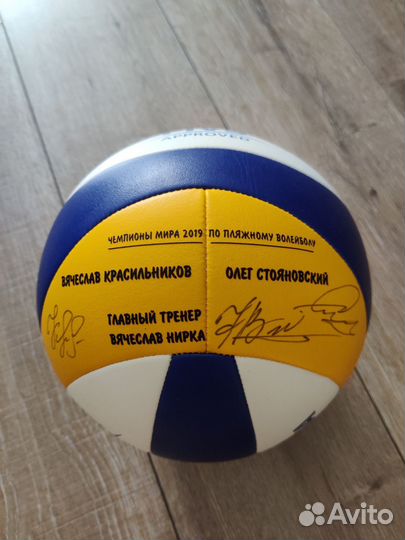 APPROVED
ЧЕМПИОНЫ МИРА 2019 ПО ПЛЯЖНОМУ ВОЛЕЙБОЛУ
ВЯЧЕСЛАВ КРАСИЛЬНИКОВ
ОЛЕГ СТОЯНОВСКИЙ
ГЛАВНЫЙ ТРЕНЕР
ВЯЧЕСЛАВ НИРКА
Avito